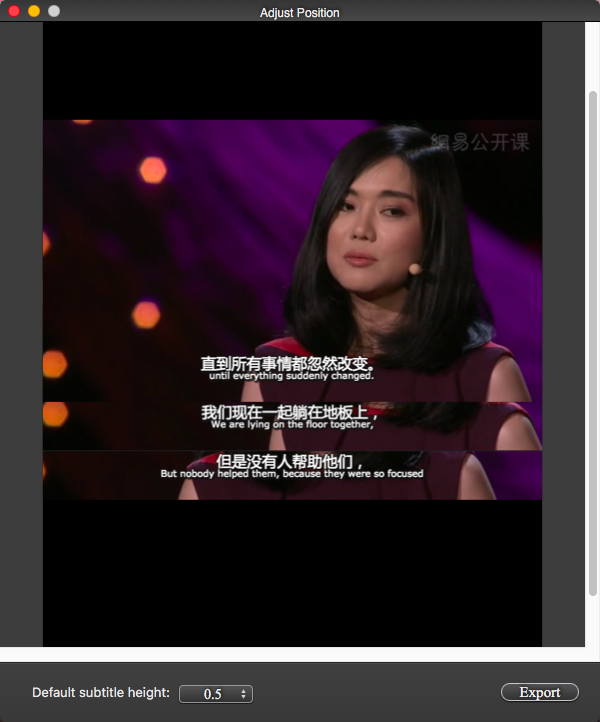 Adjust Position
網易公开课
直到所有事情都忽然改变。
until everything suddenly changed.
我们现在一起躺在地板上，
We are lying on the floor together,
但是没有人帮助他们，
But nobody helped them, because they were so focused
Default subtitle height: 0.5 Export